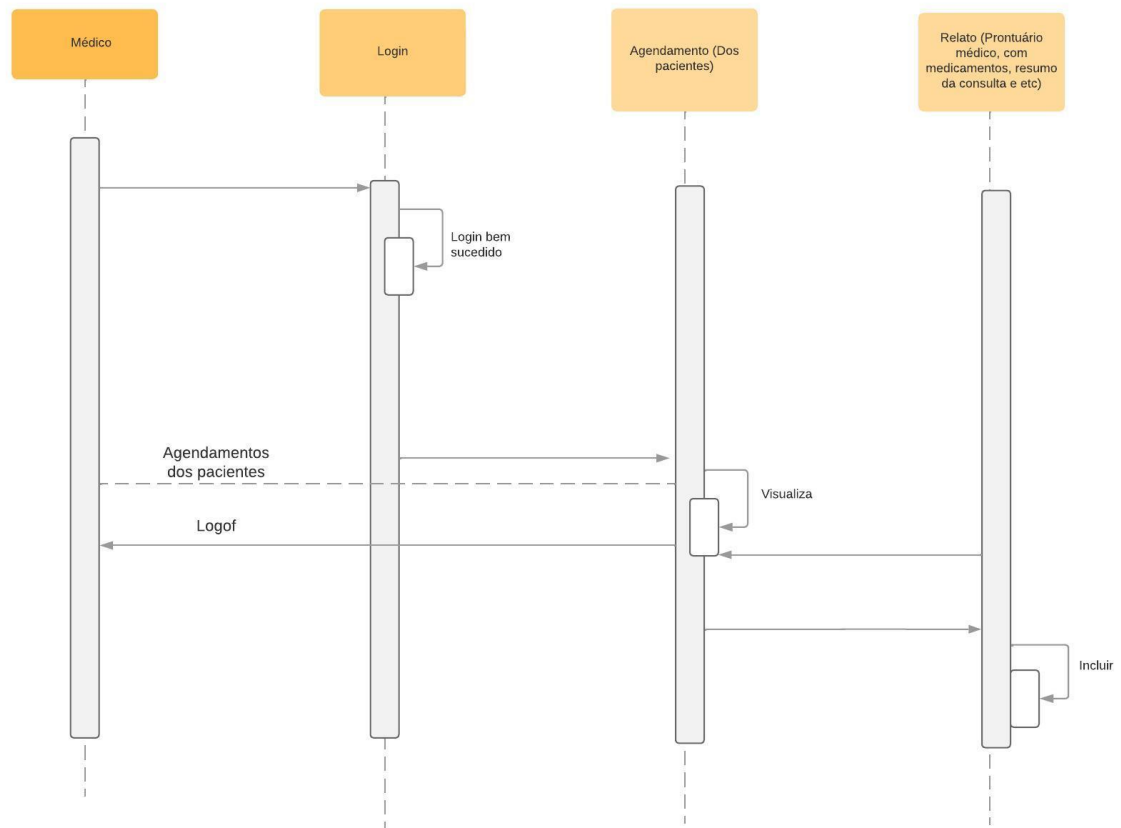 Médico
Login
Agendamento (Dos
pacientes)
Relato (Prontuário
médico, com
medicamentos, resumo
da consulta e etc)
Login bem
sucedido
Agendamentos
dos pacientes
Visualiza
Logof
Incluir